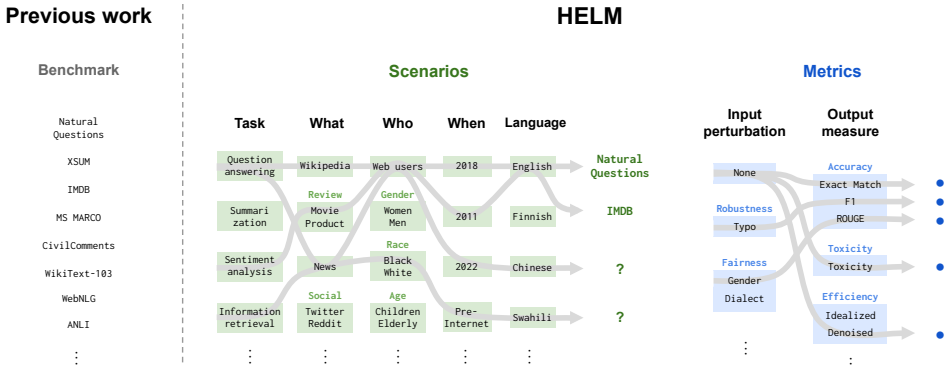 Previous work
HELM
Benchmark
Scenarios
Metrics
Natural
Questions
XSUM
IMDB
MS MARCO
CivilComments
WikiText-103
WebNLG
ANLI
⋮
Task
What
Who
When
Language
Question
answering
Wikipedia
Web users
2018
English
Natural
Questions
Summari
zation
Review
Movie
Product
Gender
Women
Men
2011
Finnish
IMDB
Sentiment
analysis
News
Race
Black
White
2022
Chinese
?
Information
retrieval
Social
Twitter
Reddit
Age
Children
Elderly
Pre-
Internet
Swahili
?
⋮
⋮
⋮
⋮
⋮
Input
perturbation
Output
measure
None
Robustness
Typo
Fairness
Gender
Dialect
⋮
Accuracy
Exact Match
F1
ROUGE
Toxicity
Toxicity
Efficiency
Idealized
Denoised
⋮